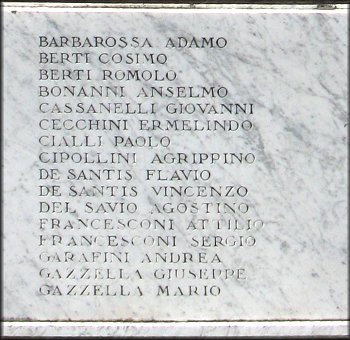 BARBAROSSA ADAMO
BERTI COSIMO
BERTI ROMOLO
BONANNI ANSELMO
CASSANELLI GIOVANNI
CECCHINI ERMELINDO
CIALLI PAOLO
CIPOLLINI AGRIPPINO
DE SANTIS FLAVIO
DE SANTIS VINCENZO
DEL SAVIO AGOSTINO
FRANCESCONI ATTILIO
FRANCESCONI SERGIO
GARAFINI ANDREA
GAZZELLA GIUSEPPE
GAZZELLA MARIO